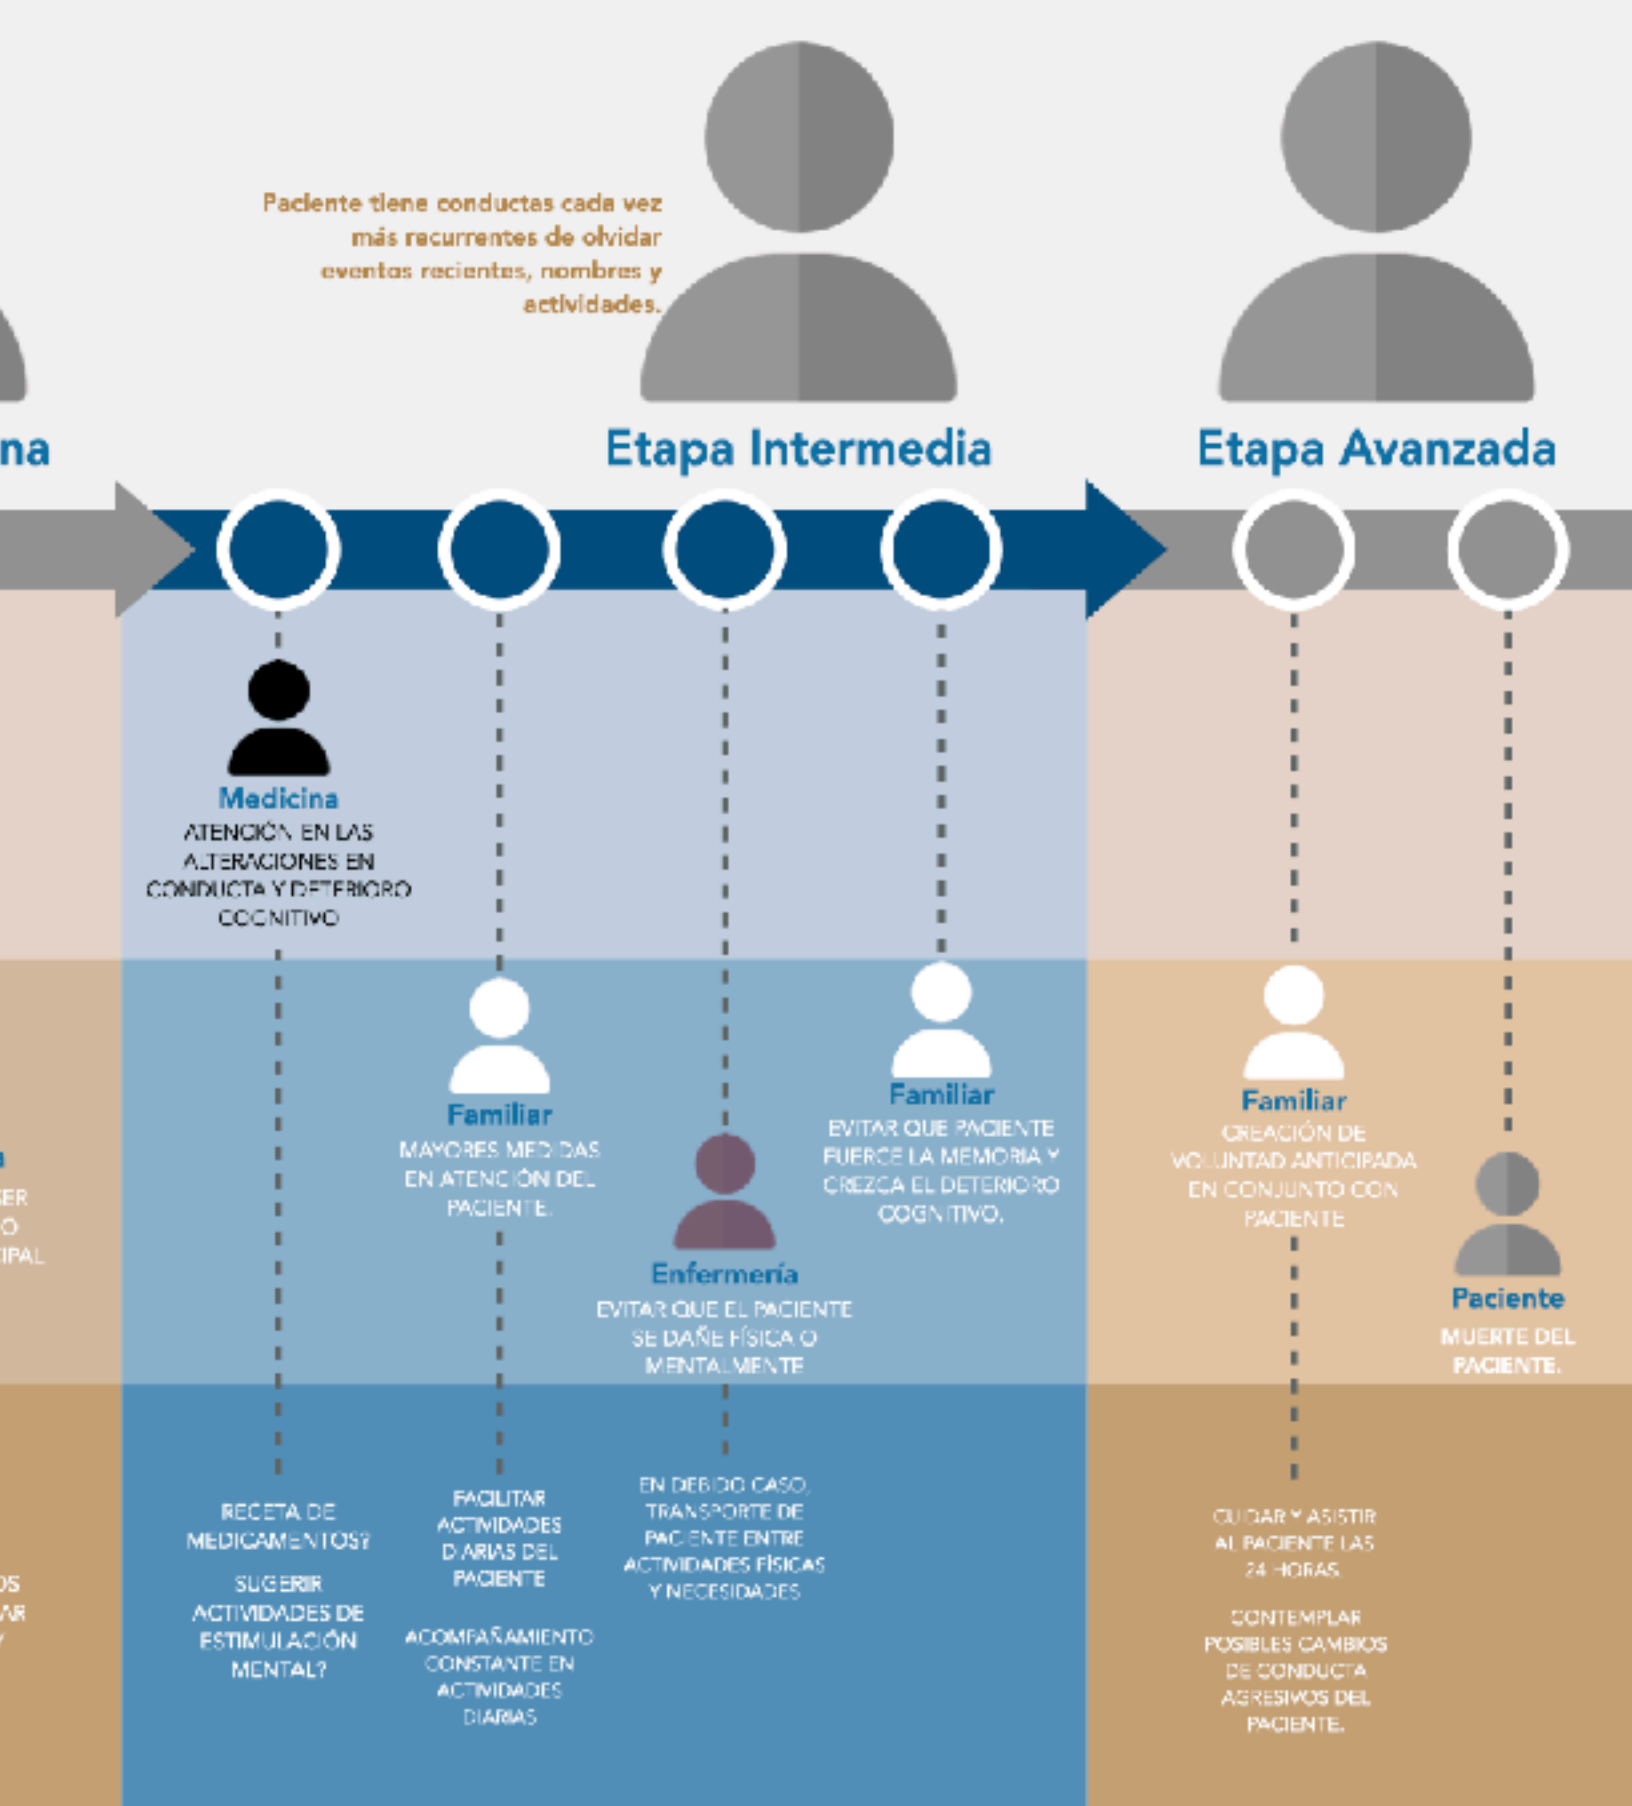 Paciente tiene conductas cada vez
más recurrentes de olvidar
eventos recientes, nombres y
actividades.
na
Etapa Intermedia
Etapa Avanzada
Medicina
ATENCIÓN EN LAS
ALTERACIONES EN
CONDUCTA Y DETERIORO
COGNITIVO
Familiar
MAYORES MEDIDAS
EN ATENCIÓN DEL
PACIENTE.
Enfermería
EVITAR QUE EL PACIENTE
SE DAÑE FÍSICA O
MENTALMENTE
Familiar
EVITAR QUE PACIENTE
FUERCE LA MEMORIA Y
CREZCA EL DETERIORO
COGNITIVO.
Familiar
CREACIÓN DE
VOLUNTAD ANTICIPADA
EN CONJUNTO CON
PACIENTE
Paciente
MUERTE DEL
PACIENTE.
SER
O
CIPAL
RECETA DE
MEDICAMENTOS?
SUGERIR
ACTIVIDADES DE
ESTIMULACIÓN
MENTAL?
FACILITAR
ACTIVIDADES
DIARIAS DEL
PACIENTE
ACOMPAÑAMIENTO
CONSTANTE EN
ACTIVIDADES
DIARIAS
EN DEBIDO CASO,
TRANSPORTE DE
PACIENTE ENTRE
ACTIVIDADES FÍSICAS
Y NECESIDADES
CUIDAR Y ASISTIR
AL PACIENTE LAS
24 HORAS.
CONTEMPLAR
POSIBLES CAMBIOS
DE CONDUCTA
AGRESIVOS DEL
PACIENTE.
OS
AR
Y